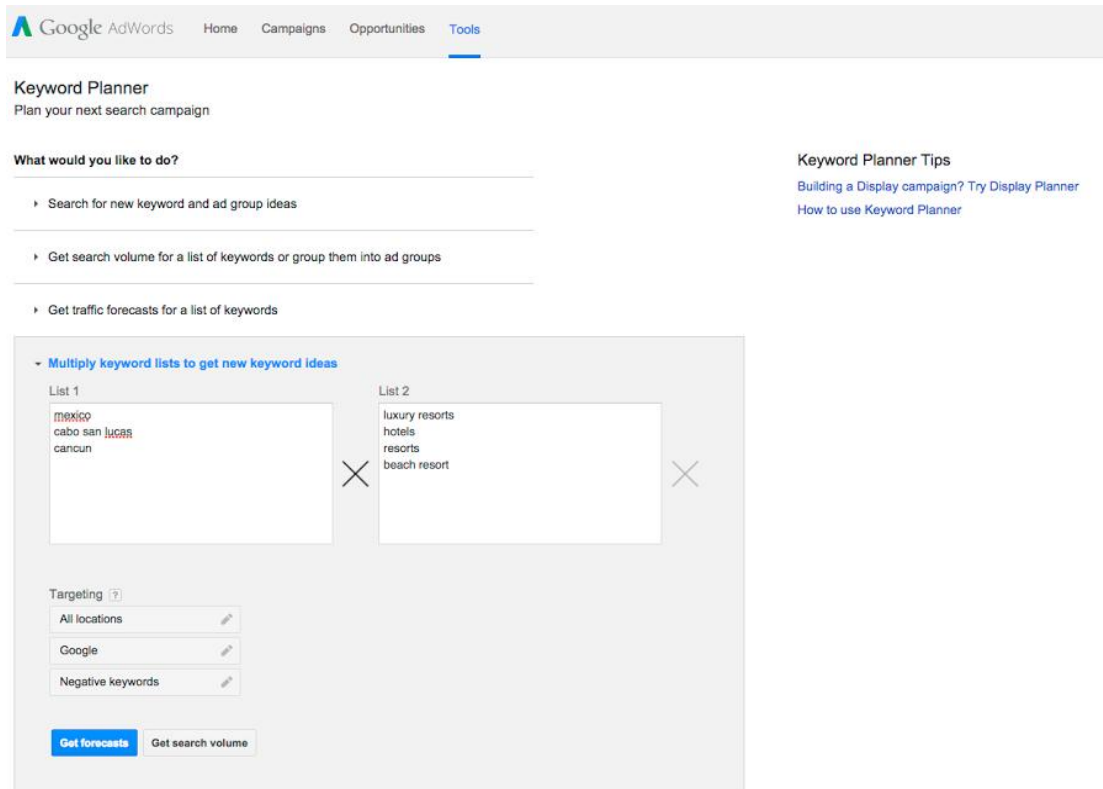 Google AdWords Home Campaigns Opportunities Tools
Keyword Planner
Plan your next search campaign
What would you like to do?
Search for new keyword and ad group ideas
Get search volume for a list of keywords or group them into ad groups
Get traffic forecasts for a list of keywords
Multiply keyword lists to get new keyword ideas
List 1
mexico
cabo san lucas
cancun
List 2
luxury resorts
hotels
resorts
beach resort
Targeting ?
All locations
Google
Negative keywords
Get forecasts Get search volume
Keyword Planner Tips
Building a Display campaign? Try Display Planner
How to use Keyword Planner